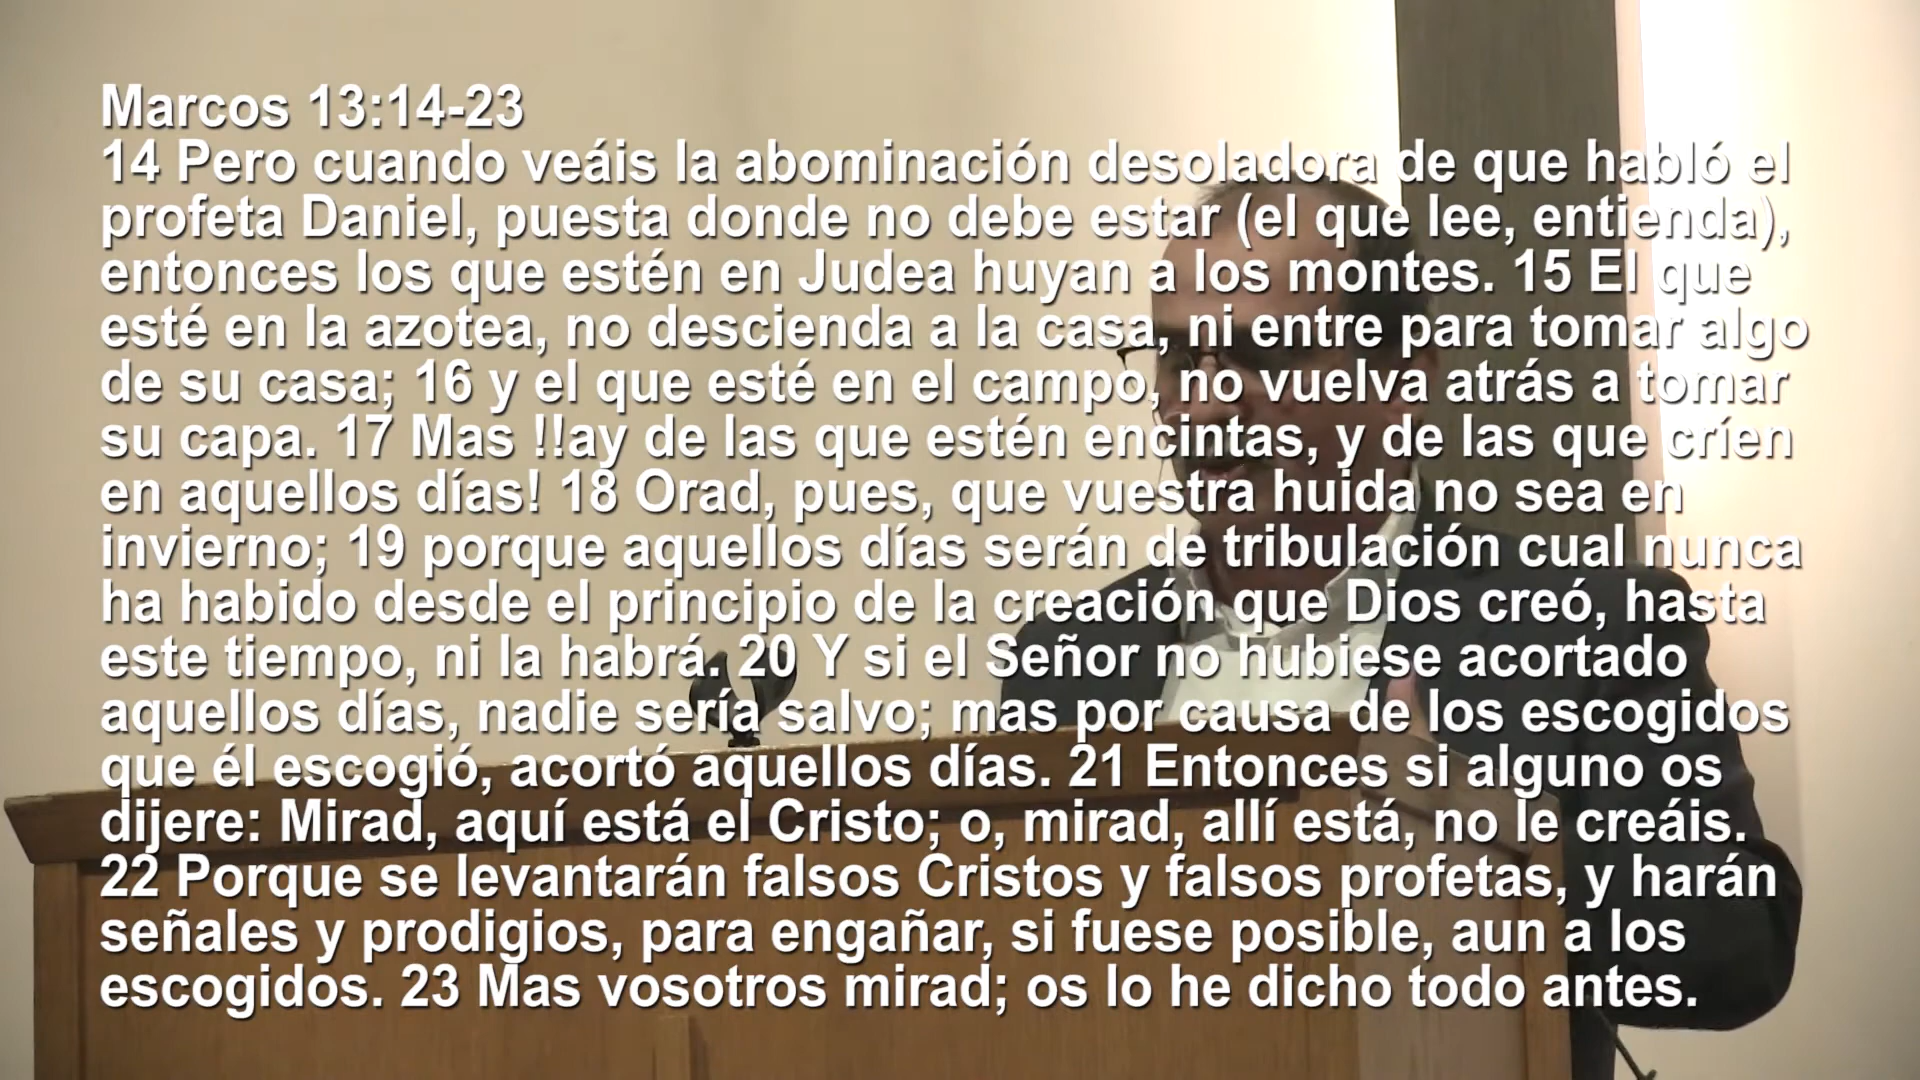 Marcos 13:14-23
14 Pero cuando veáis la abominación desoladora de que habló el
profeta Daniel, puesta donde no debe estar (el que lee, entienda),
entonces los que estén en Judea huyan a los montes. 15 El que
esté en la azotea, no descienda a la casa, ni entre para tomar algo
de su casa; 16 y el que esté en el campo, no vuelva atrás a tomar
su capa. 17 Mas !!ay de las que estén encintas, y de las que críen
en aquellos días! 18 Orad, pues, que vuestra huida no sea en
invierno; 19 porque aquellos días serán de tribulación cual nunca
ha habido desde el principio de la creación que Dios creó, hasta
este tiempo, ni la habrá. 20 Y si el Señor no hubiese acortado
aquellos días, nadie sería salvo; mas por causa de los escogidos
que él escogió, acortó aquellos días. 21 Entonces si alguno os
dijere: Mirad, aquí está el Cristo; o, mirad, allí está, no le creáis.
22 Porque se levantarán falsos Cristos y falsos profetas, y harán
señales y prodigios, para engañar, si fuese posible, aun a los
escogidos. 23 Mas vosotros mirad; os lo he dicho todo antes.